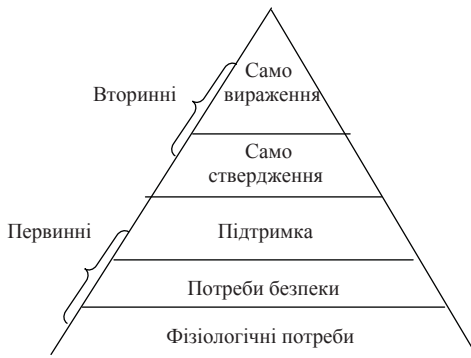 Само
Вторинні вираження
Само
ствердження
Первинні Підтримка
Потреби безпеки
Фізіологічні потреби